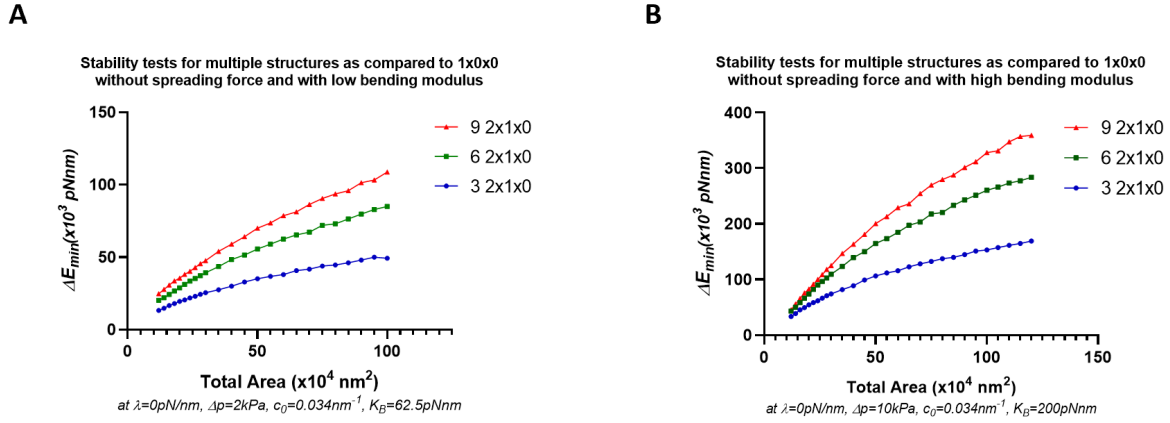 A
Stability tests for multiple structures as compared to 1x0x0
without spreading force and with low bending modulus
150
100
50
0
ΔE_min(x10³ pNnm)
0
50
100
Total Area (x10⁴ nm²)
at λ=0pN/nm, Δp=2kPa, c₀=0.034nm⁻¹, K_B=62.5pNnm
9 2x1x0
6 2x1x0
3 2x1x0
B
Stability tests for multiple structures as compared to 1x0x0
without spreading force and with high bending modulus
400
300
200
100
0
ΔE_min(x10³ pNnm)
0
50
100
150
Total Area (x10⁴ nm²)
at λ=0pN/nm, Δp=10kPa, c₀=0.034nm⁻¹, K_B=200pNnm
9 2x1x0
6 2x1x0
3 2x1x0